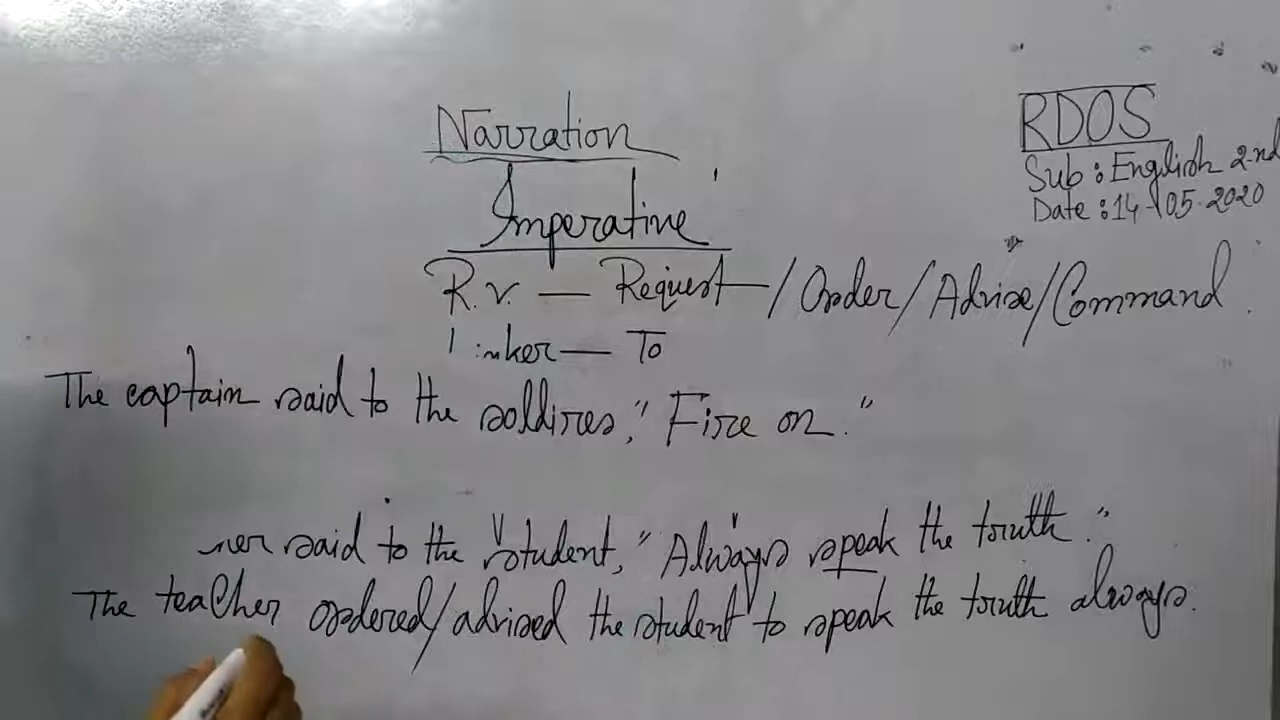 Narration
Imperative
RDOS
Sub : English 2nd
Date : 14-05-2020
R.v. — Request / Order / Advise / Command.
Linker — To
The captain said to the soldires, " Fire on. "
said to the student, " Always speak the truth. "
The teacher ordered/advised the student to speak the truth always.